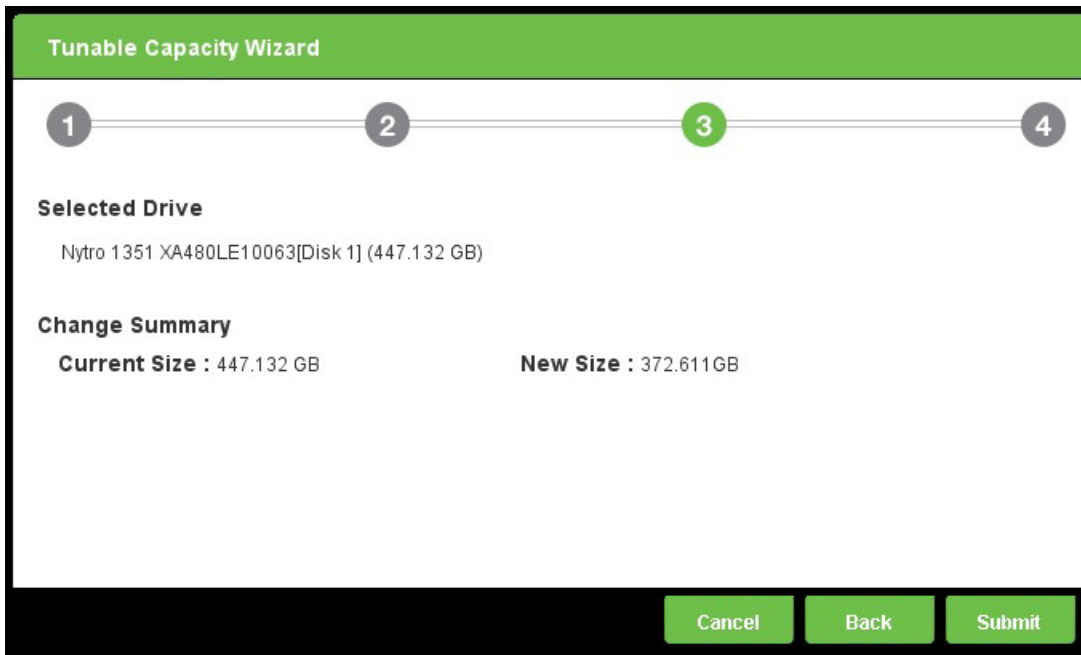 Tunable Capacity Wizard
1 2 3 4
Selected Drive
Nytro 1351 XA480LE10063[Disk 1] (447.132 GB)
Change Summary
Current Size : 447.132 GB New Size : 372.611GB
Cancel Back Submit